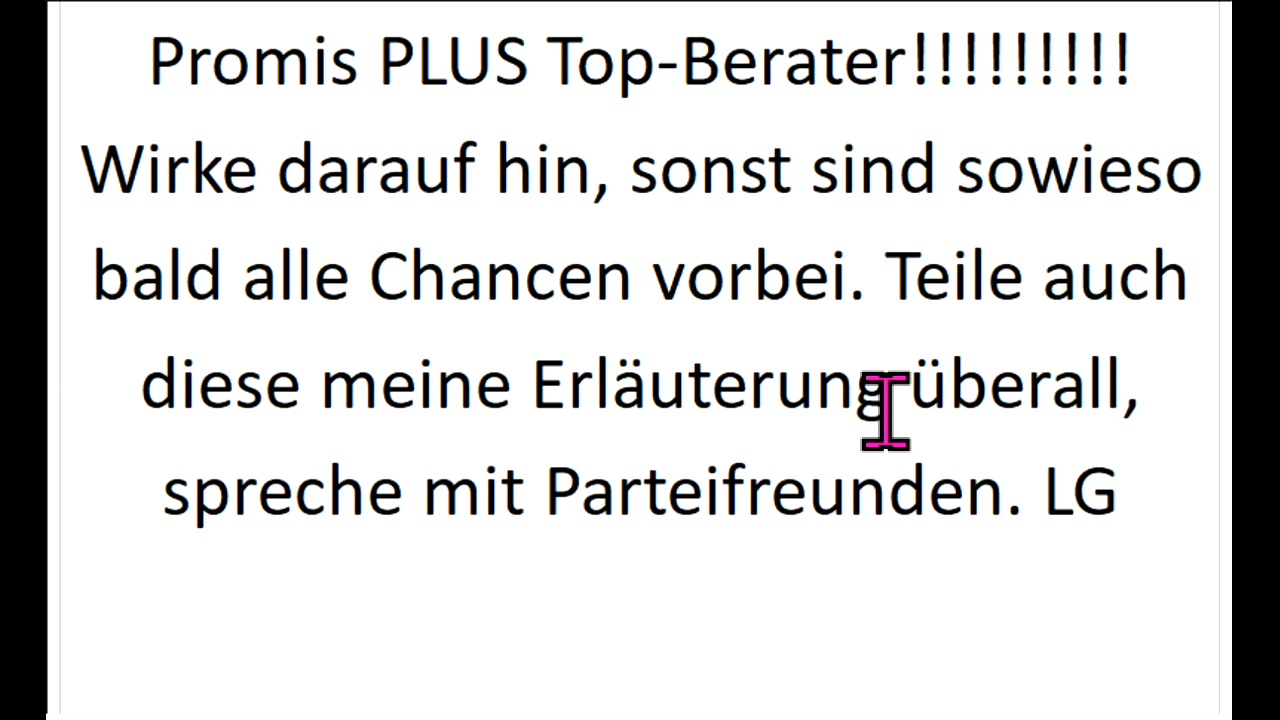 Promis PLUS Top-Berater!!!!!!!!!
Wirke darauf hin, sonst sind sowieso
bald alle Chancen vorbei. Teile auch
diese meine Erläuterung überall,
spreche mit Parteifreunden. LG